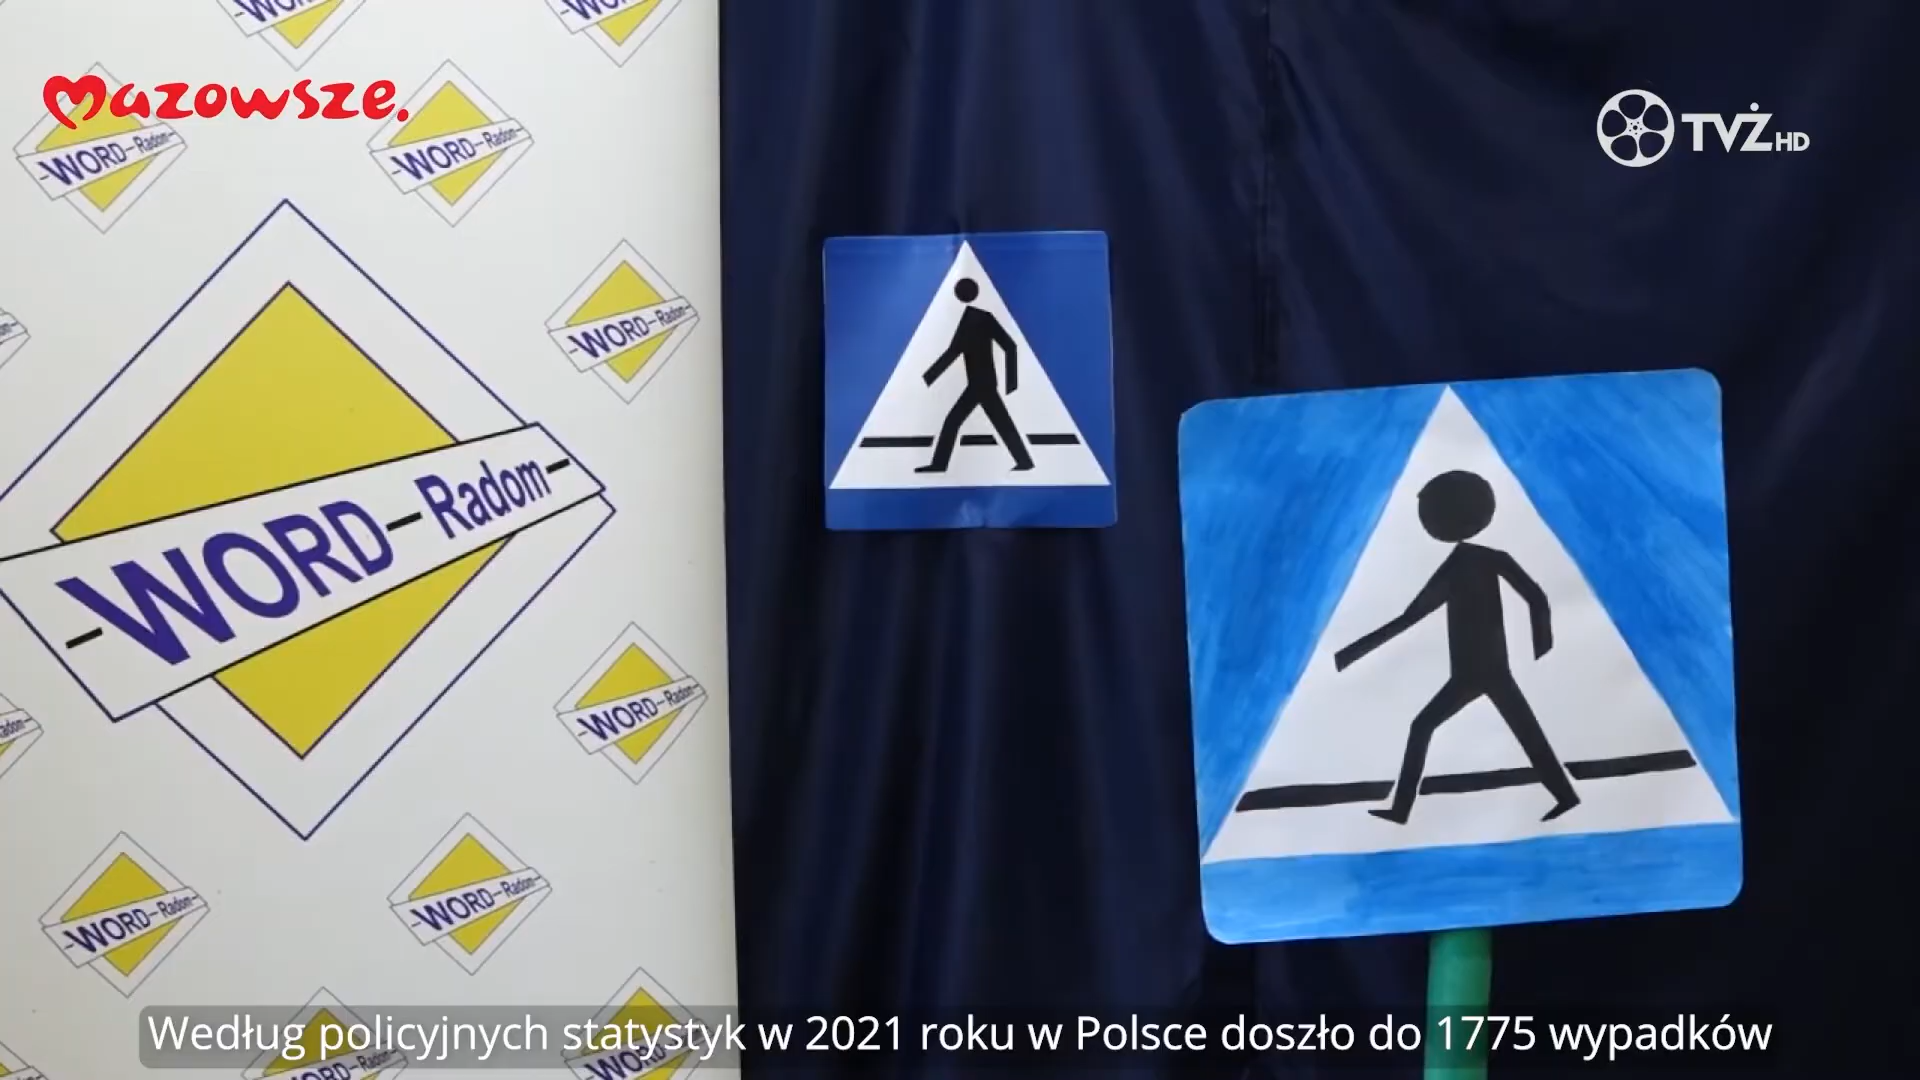 Mazowsze.
TVŻ HD
-WORD-Radom-
-WORD-Radom-
-WORD-Radom-
-WORD-Radom-
-WORD-Radom-
-WORD-Radom-
-WORD-Radom-
Według policyjnych statystyk w 2021 roku w Polsce doszło do 1775 wypadków